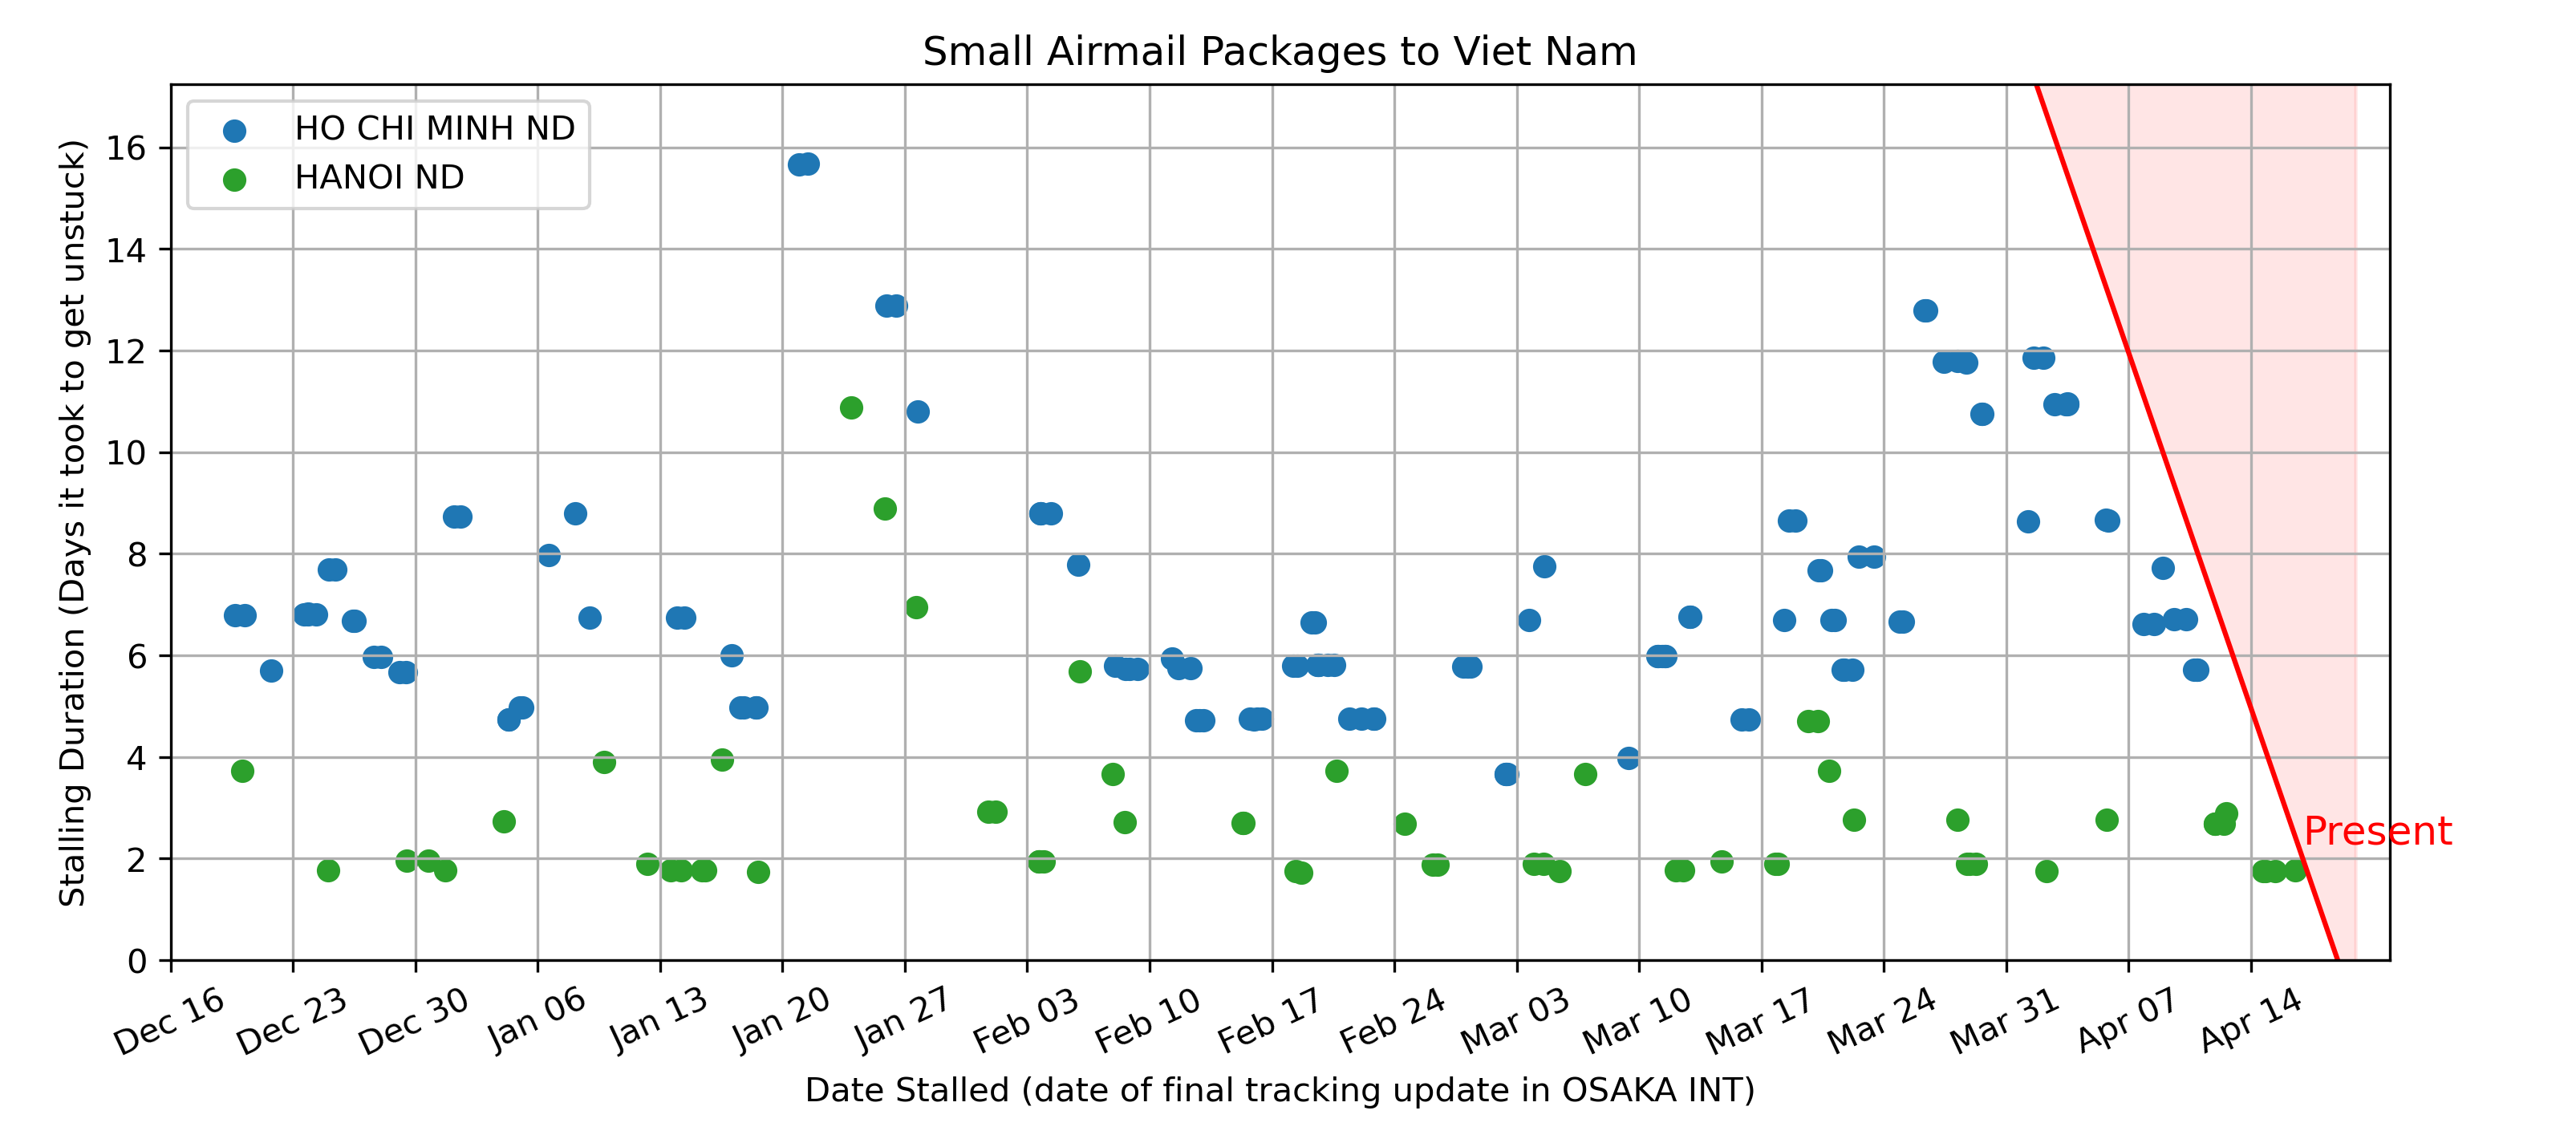 Small Airmail Packages to Viet Nam
HO CHI MINH ND
HANOI ND
Stalling Duration (Days it took to get unstuck)
16
14
12
10
8
6
4
2
0
Present
Dec 16
Dec 23
Dec 30
Jan 06
Jan 13
Jan 20
Jan 27
Feb 03
Feb 10
Feb 17
Feb 24
Mar 03
Mar 10
Mar 17
Mar 24
Mar 31
Apr 07
Apr 14
Date Stalled (date of final tracking update in OSAKA INT)